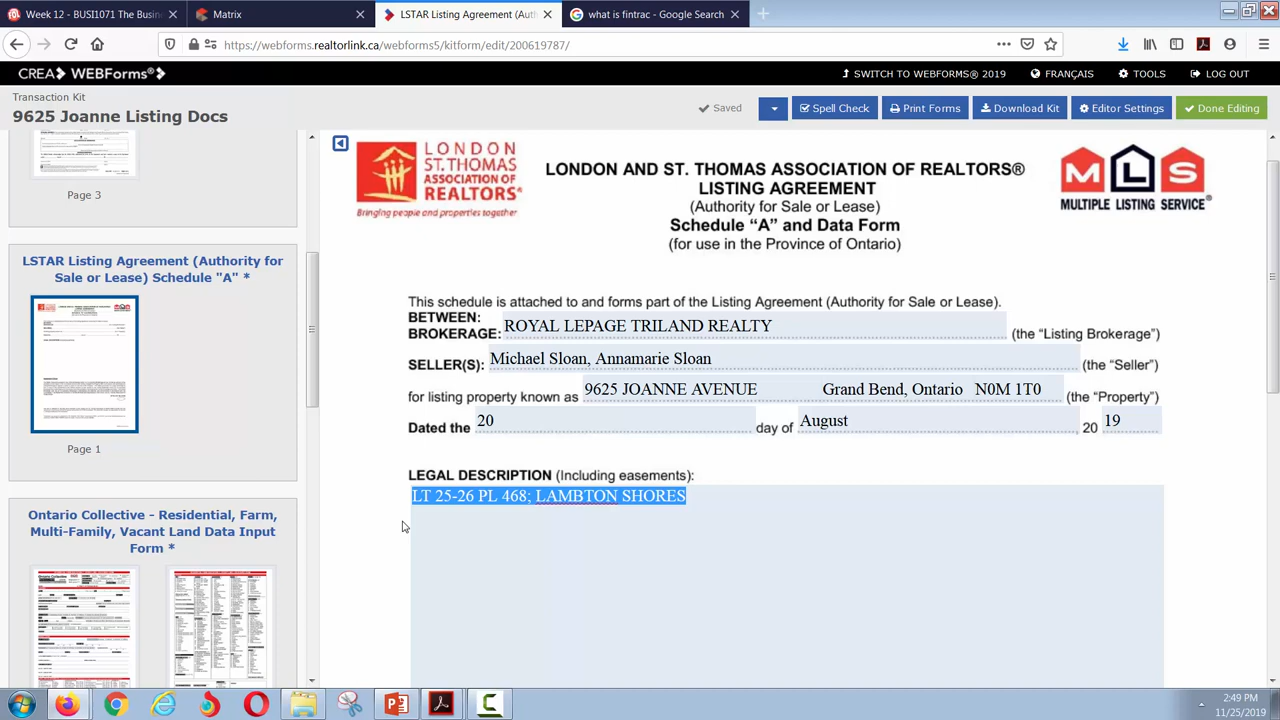 Week 12 - BUSI1071 The Busine
Matrix
LSTAR Listing Agreement (Auth
what is fintrac - Google Search
https://webforms.realtorlink.ca/webforms5/kitform/edit/200619787/
CREA WEBForms®
SWITCH TO WEBFORMS® 2019
FRANÇAIS
TOOLS
LOG OUT
Transaction Kit
9625 Joanne Listing Docs
Saved
Spell Check
Print Forms
Download Kit
Editor Settings
Done Editing
Page 3
LSTAR Listing Agreement (Authority for
Sale or Lease) Schedule "A" *
Page 1
Ontario Collective - Residential, Farm,
Multi-Family, Vacant Land Data Input
Form *
LONDON
ST. THOMAS
ASSOCIATION OF
REALTORS®
Bringing people and properties together
LONDON AND ST. THOMAS ASSOCIATION OF REALTORS®
LISTING AGREEMENT
(Authority for Sale or Lease)
Schedule “A” and Data Form
(for use in the Province of Ontario)
MLS
MULTIPLE LISTING SERVICE®
This schedule is attached to and forms part of the Listing Agreement (Authority for Sale or Lease).
BETWEEN:
BROKERAGE: ROYAL LEPAGE TRILAND REALTY (the “Listing Brokerage”)
SELLER(S): Michael Sloan, Annamarie Sloan (the “Seller”)
for listing property known as 9625 JOANNE AVENUE Grand Bend, Ontario N0M 1T0 (the “Property”)
Dated the 20 day of August, 20 19
LEGAL DESCRIPTION (Including easements):
LT 25-26 PL 468; LAMBTON SHORES
2:49 PM
11/25/2019